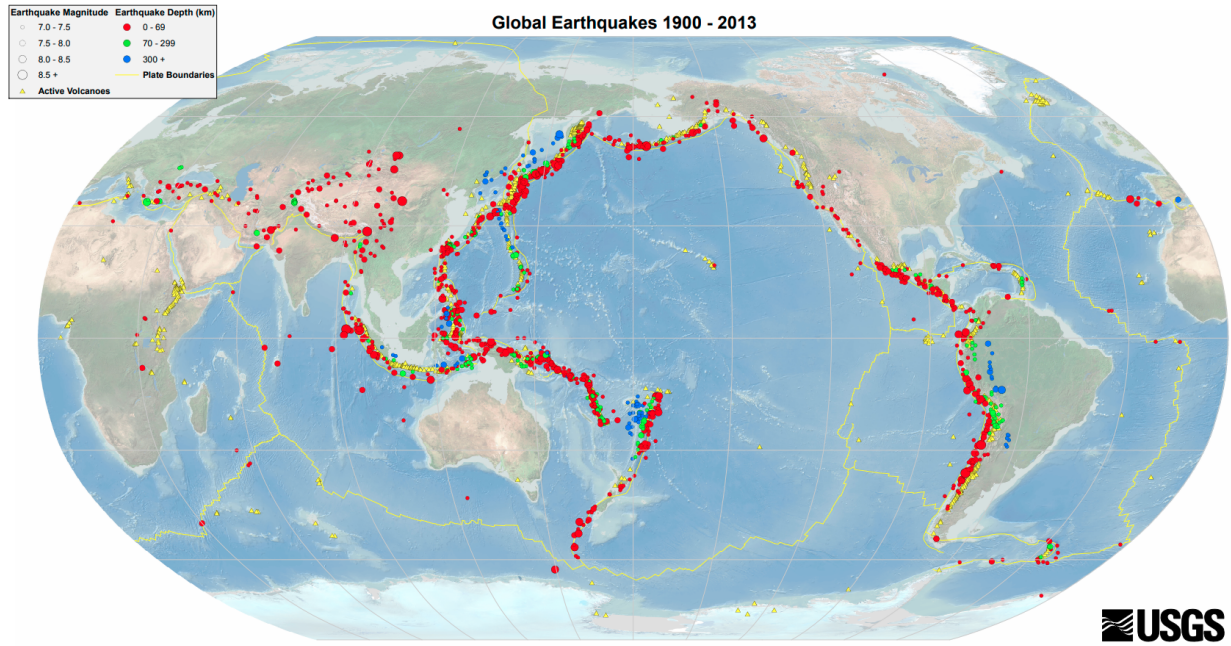 Global Earthquakes 1900 - 2013
Earthquake Magnitude
7.0 - 7.5
7.5 - 8.0
8.0 - 8.5
8.5 +
Active Volcanoes
Earthquake Depth (km)
0 - 69
70 - 299
300 +
Plate Boundaries
USGS